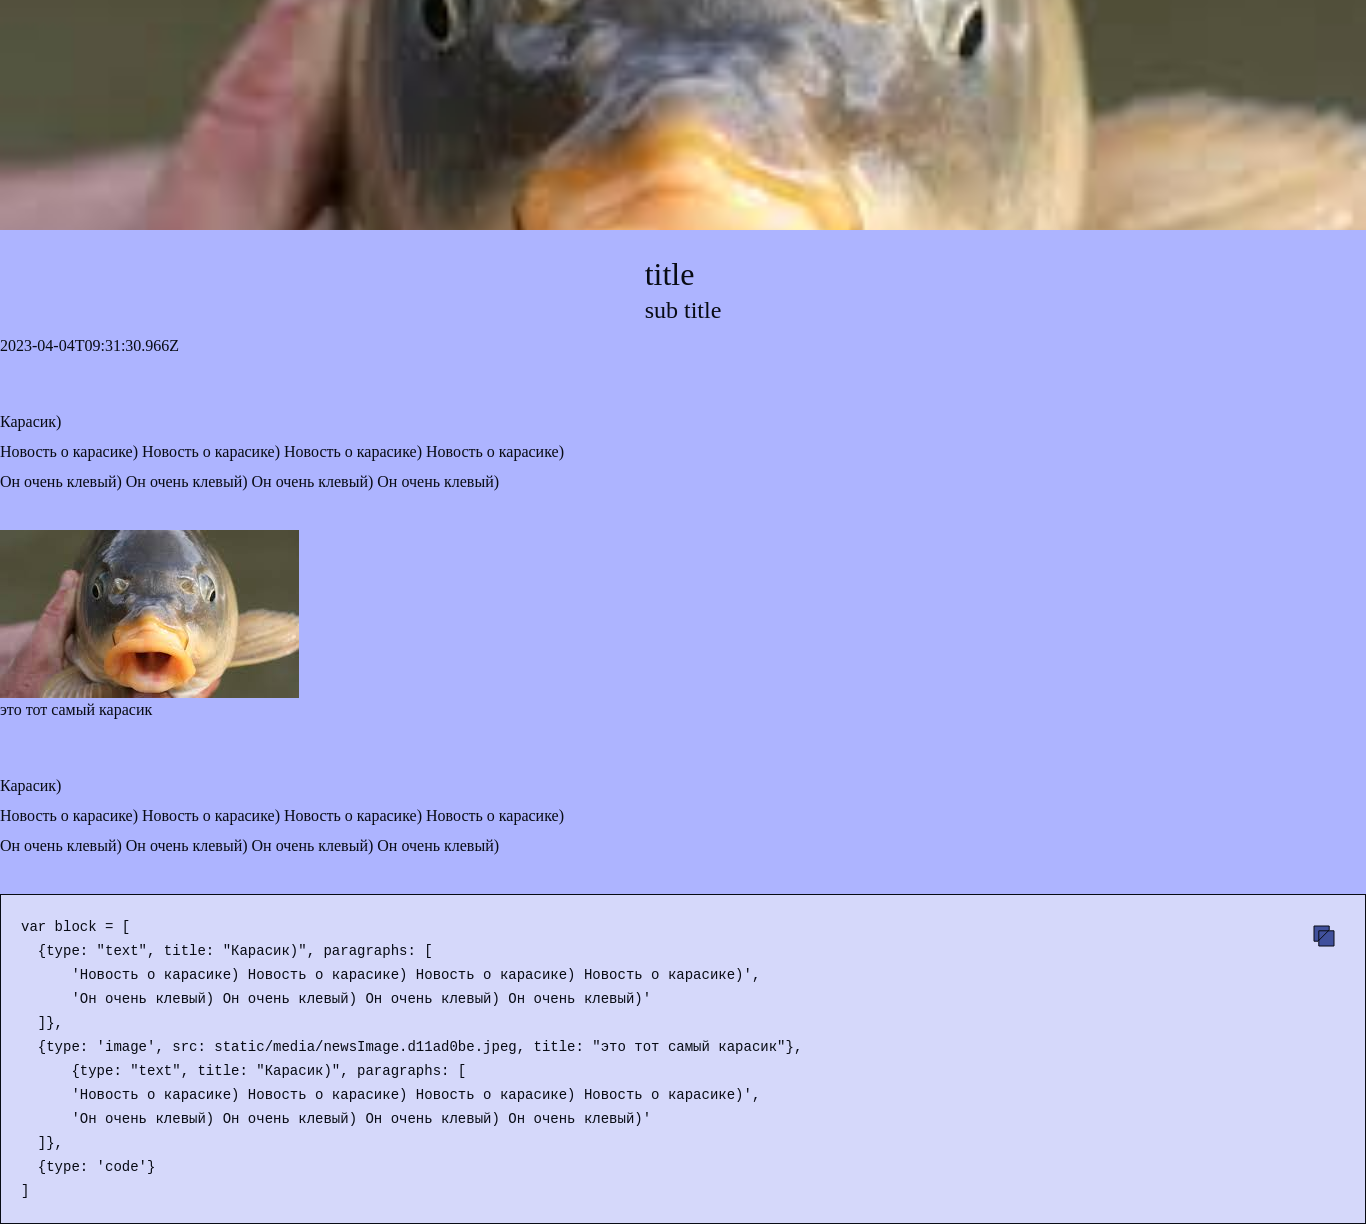 title
sub title
2023-04-04T09:31:30.966Z
Карасик)
Новость о карасике) Новость о карасике) Новость о карасике) Новость о карасике)
Он очень клевый) Он очень клевый) Он очень клевый) Он очень клевый)
это тот самый карасик
Карасик)
Новость о карасике) Новость о карасике) Новость о карасике) Новость о карасике)
Он очень клевый) Он очень клевый) Он очень клевый) Он очень клевый)
var block = [
  {type: "text", title: "Карасик)", paragraphs: [
      'Новость о карасике) Новость о карасике) Новость о карасике) Новость о карасике)',
      'Он очень клевый) Он очень клевый) Он очень клевый) Он очень клевый)'
  ]},
  {type: 'image', src: static/media/newsImage.d11ad0be.jpeg, title: "это тот самый карасик"},
      {type: "text", title: "Карасик)", paragraphs: [
      'Новость о карасике) Новость о карасике) Новость о карасике) Новость о карасике)',
      'Он очень клевый) Он очень клевый) Он очень клевый) Он очень клевый)'
  ]},
  {type: 'code'}
]